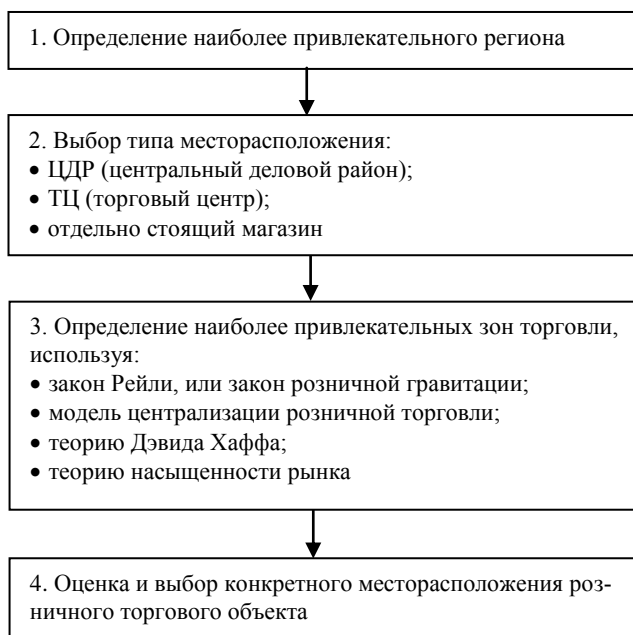 1. Определение наиболее привлекательного региона
2. Выбор типа месторасположения:
• ЦДР (центральный деловой район);
• ТЦ (торговый центр);
• отдельно стоящий магазин
3. Определение наиболее привлекательных зон торговли,
используя:
• закон Рейли, или закон розничной гравитации;
• модель централизации розничной торговли;
• теорию Дэвида Хаффа;
• теорию насыщенности рынка
4. Оценка и выбор конкретного месторасположения роз-
ничного торгового объекта